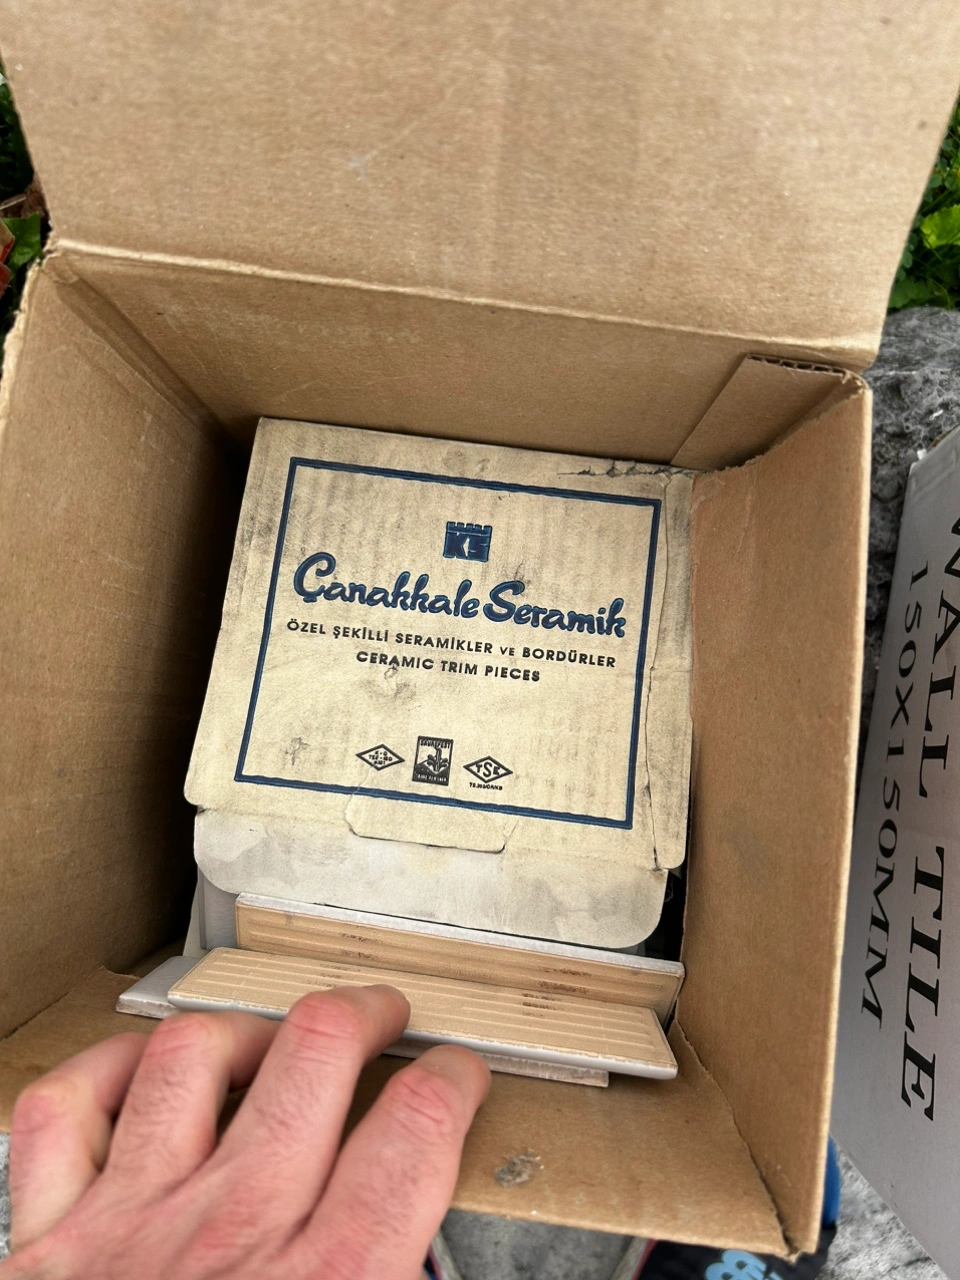 KS
Çanakkale Seramik
ÖZEL ŞEKİLLİ SERAMİKLER VE BORDÜRLER
CERAMIC TRIM PIECES
TSE
WALL TILE
150X150MM